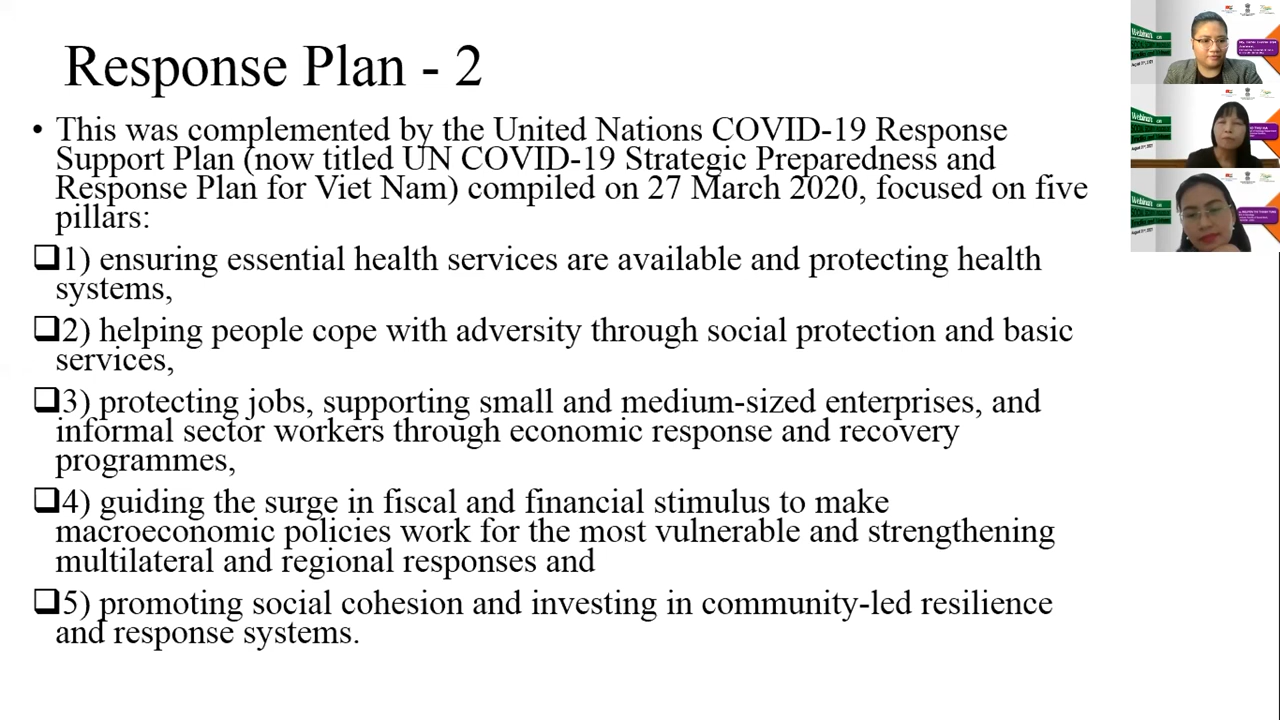 Response Plan - 2
• This was complemented by the United Nations COVID-19 Response
Support Plan (now titled UN COVID-19 Strategic Preparedness and
Response Plan for Viet Nam) compiled on 27 March 2020, focused on five
pillars:
❑1) ensuring essential health services are available and protecting health
systems,
❑2) helping people cope with adversity through social protection and basic
services,
❑3) protecting jobs, supporting small and medium-sized enterprises, and
informal sector workers through economic response and recovery
programmes,
❑4) guiding the surge in fiscal and financial stimulus to make
macroeconomic policies work for the most vulnerable and strengthening
multilateral and regional responses and
❑5) promoting social cohesion and investing in community-led resilience
and response systems.
Webinar
Webinar
Webinar